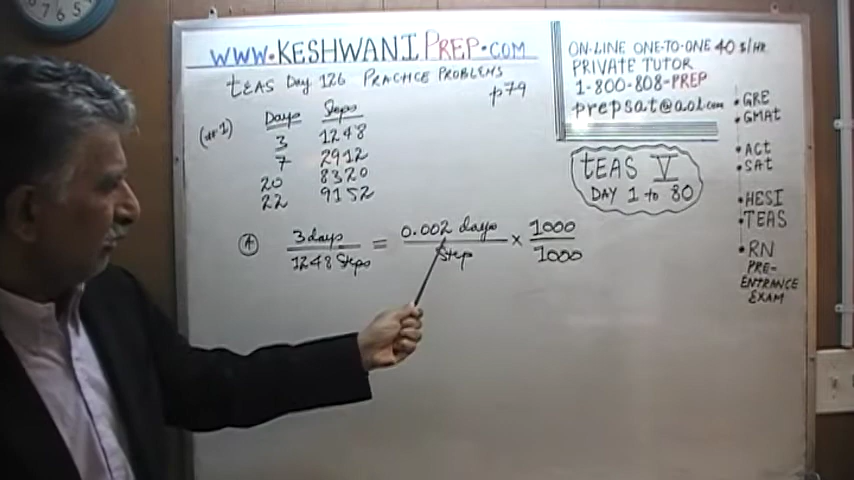 WWW.KESHWANIPREP.COM
TEAS Day 126 PRACTICE PROBLEMS
p79
(#1)
Days Steps
3 1248
7 2912
20 8320
22 9152
A 3 days / 1248 Steps = 0.002 days / Step × 1000 / 1000
ON-LINE ONE-TO-ONE 40 $/HR
PRIVATE TUTOR
1-800-808-PREP
prepsat@aol.com
TEAS V
DAY 1 to 80
• GRE
• GMAT
• ACT
• SAT
• HESI
• TEAS
• RN
PRE-
ENTRANCE
EXAM
7 6 5